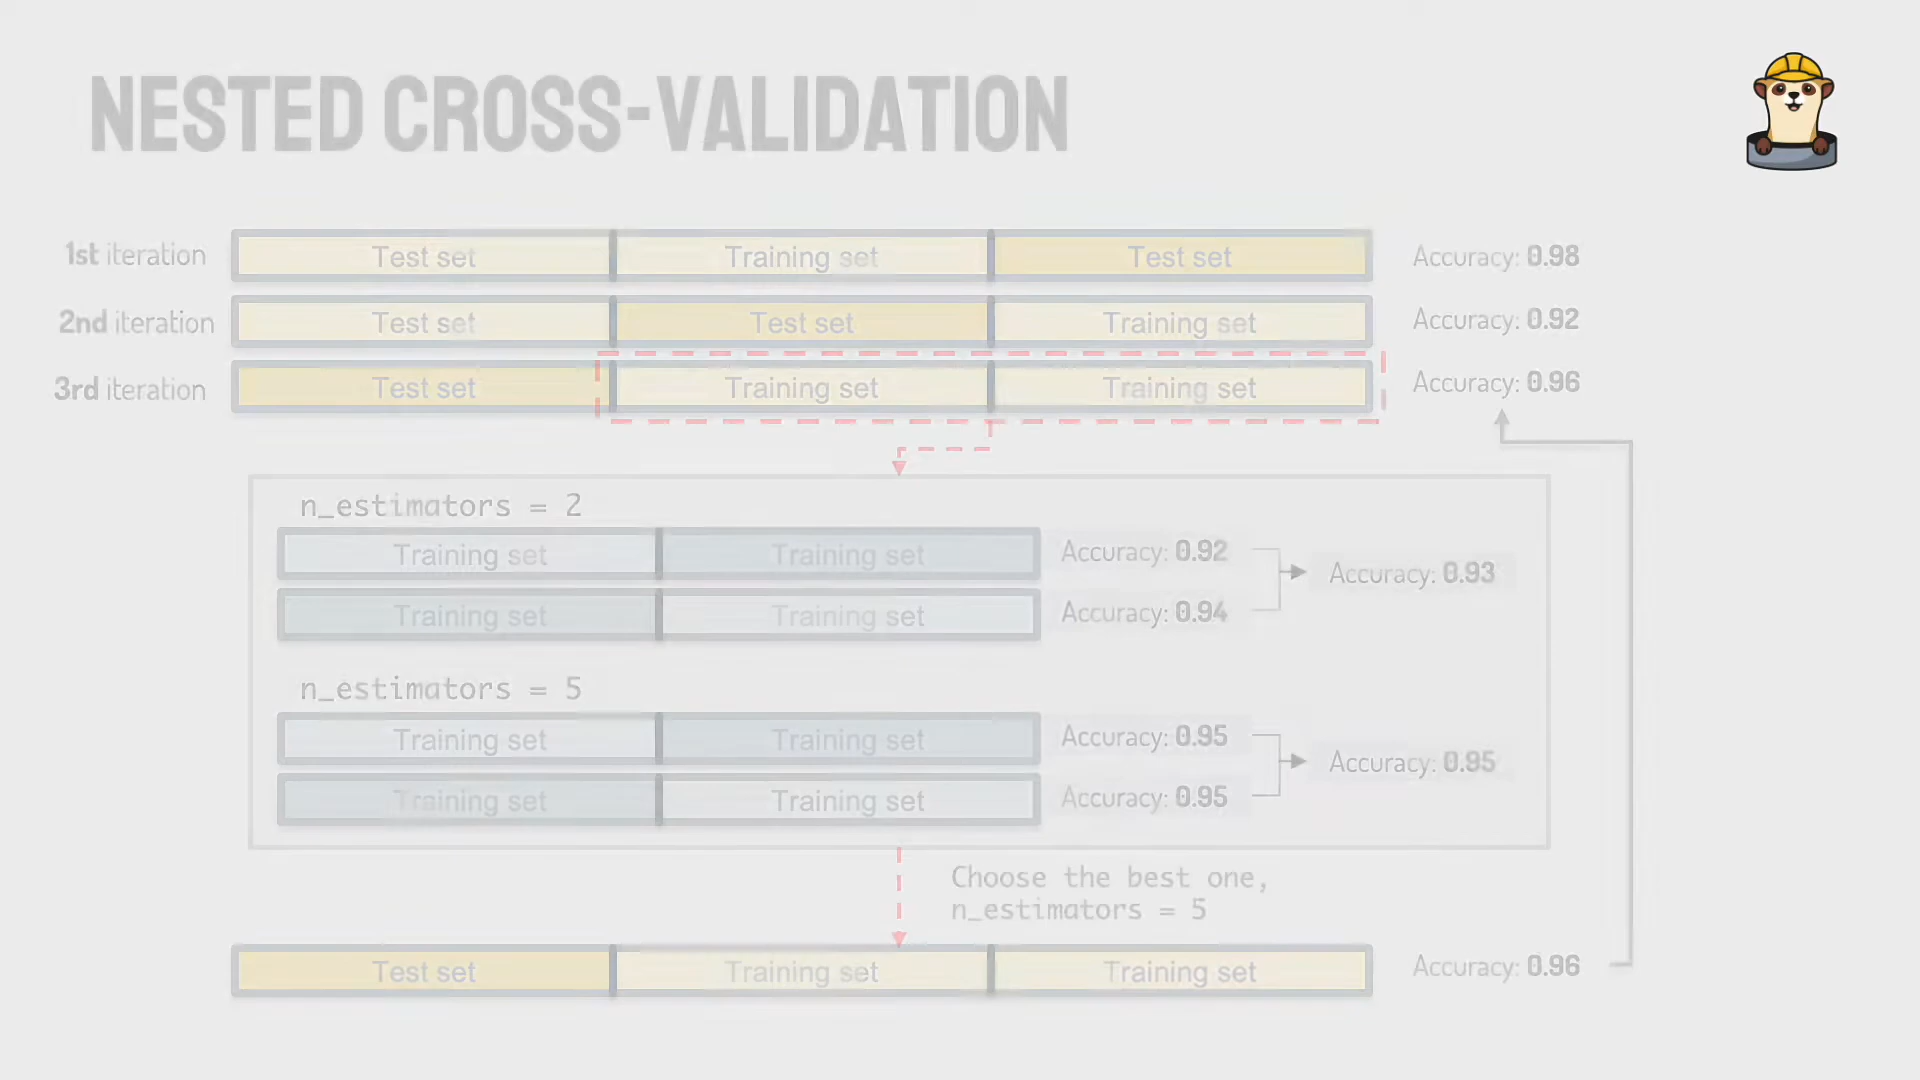 NESTED CROSS-VALIDATION
1st iteration Test set Training set Test set Accuracy: 0.98
2nd iteration Test set Test set Training set Accuracy: 0.92
3rd iteration Test set Training set Training set Accuracy: 0.96
n_estimators = 2
Training set Training set Accuracy: 0.92
Accuracy: 0.93
Training set Training set Accuracy: 0.94
n_estimators = 5
Training set Training set Accuracy: 0.95
Accuracy: 0.95
Training set Training set Accuracy: 0.95
Choose the best one,
n_estimators = 5
Test set Training set Training set Accuracy: 0.96